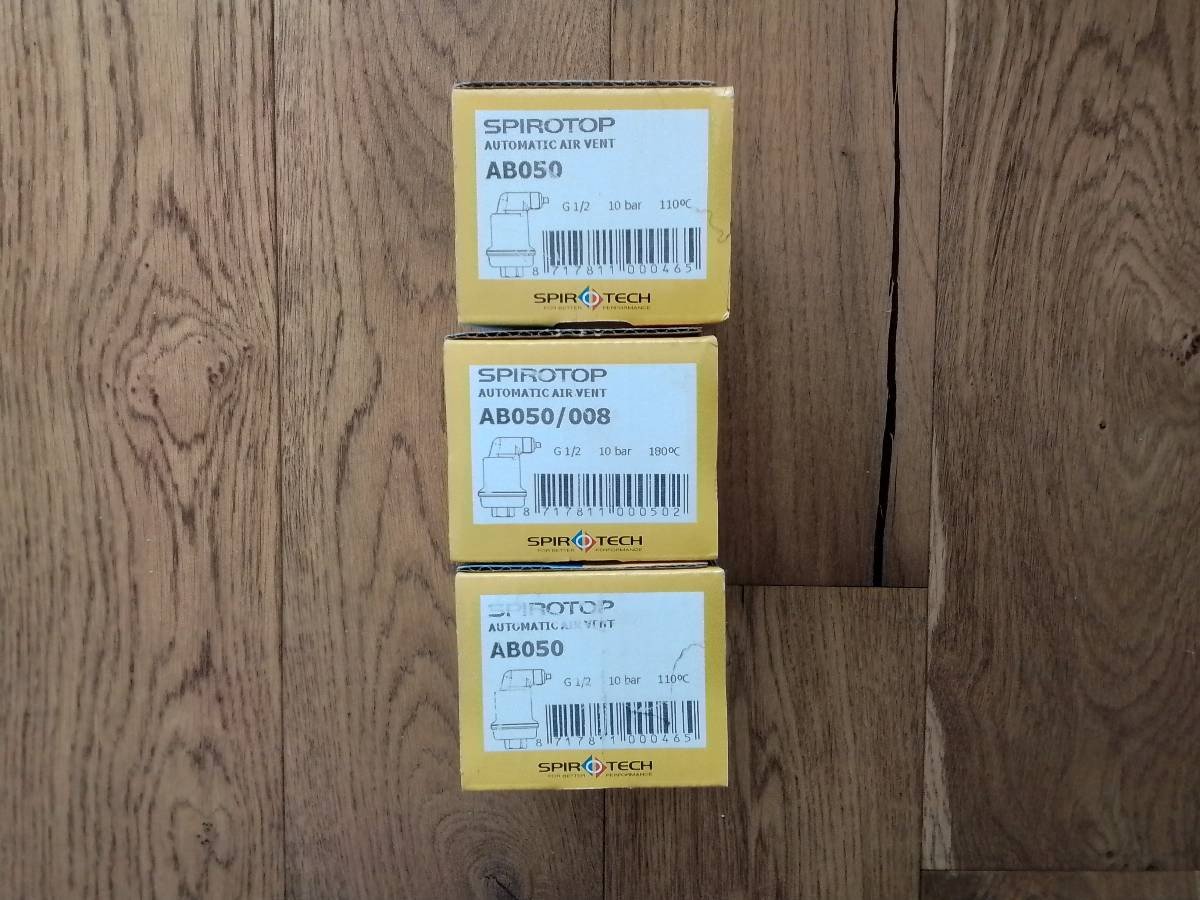 SPIROTOP
AUTOMATIC AIR VENT
AB050
G 1/2 10 bar 110ºC
8 717811 000465
SPIROTECH
FOR BETTER PERFORMANCE
SPIROTOP
AUTOMATIC AIR VENT
AB050/008
G 1/2 10 bar 180ºC
8 717811 000502
SPIROTECH
FOR BETTER PERFORMANCE
SPIROTOP
AUTOMATIC AIR VENT
AB050
G 1/2 10 bar 110ºC
8 717811 000465
SPIROTECH
FOR BETTER PERFORMANCE